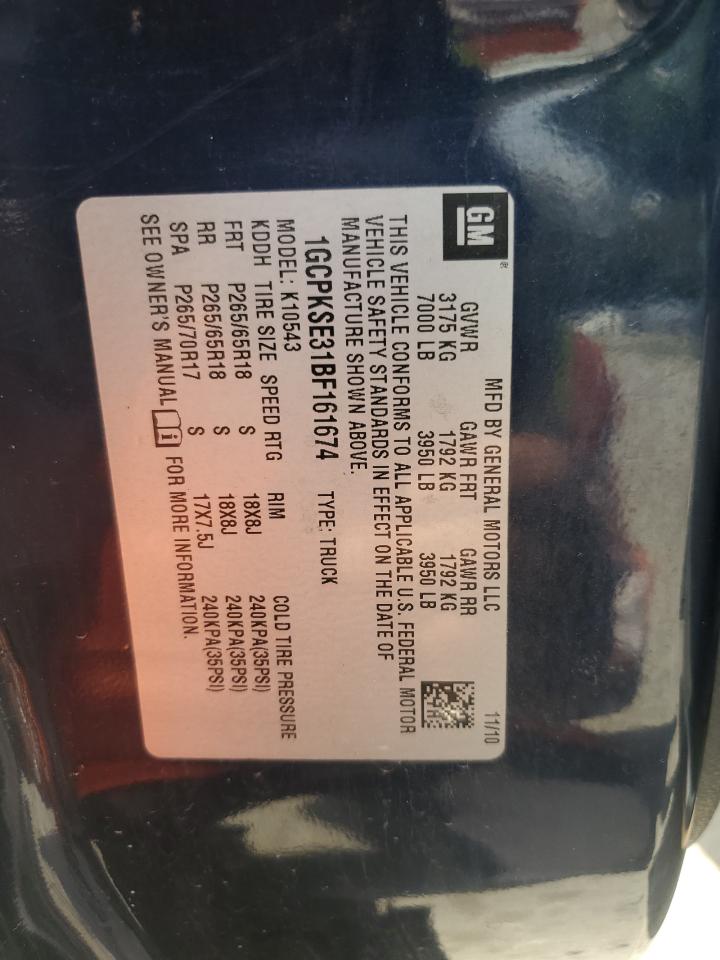 GM®
MFD BY GENERAL MOTORS LLC 11/10
GVWR GAWR FRT GAWR RR
3175 KG 1792 KG 1792 KG
7000 LB 3950 LB 3950 LB
THIS VEHICLE CONFORMS TO ALL APPLICABLE U.S. FEDERAL MOTOR
VEHICLE SAFETY STANDARDS IN EFFECT ON THE DATE OF
MANUFACTURE SHOWN ABOVE.
1GCPKSE31BF161674 TYPE: TRUCK
MODEL: K10543
KDDH TIRE SIZE SPEED RTG RIM COLD TIRE PRESSURE
FRT P265/65R18 S 18X8J 240KPA(35PSI)
RR P265/65R18 S 18X8J 240KPA(35PSI)
SPA P265/70R17 S 17X7.5J 240KPA(35PSI)
SEE OWNER'S MANUAL i FOR MORE INFORMATION.